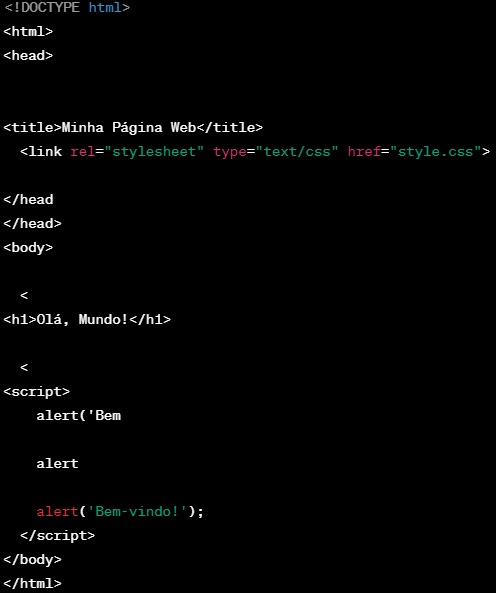 <!DOCTYPE html>
<html>
<head>
<title>Minha Página Web</title>
<link rel="stylesheet" type="text/css" href="style.css">
</head
</head>
<body>
<
<h1>Olá, Mundo!</h1>
<
<script>
alert('Bem
alert
alert('Bem-vindo!');
</script>
</body>
</html>